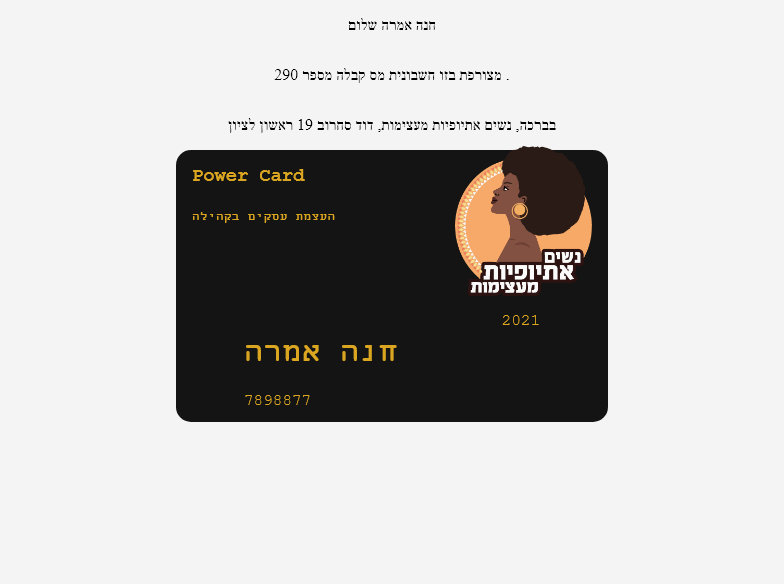 חנה אמרה שלום
מצורפת בזו חשבונית מס קבלה מספר 290 .
בברכה, נשים אתיופיות מעצימות, דוד סחרוב 19 ראשון לציון
Power Card
העצמת עסקים בקהילה
נשים
אתיופיות
מעצימות
2021
חנה אמרה
7898877